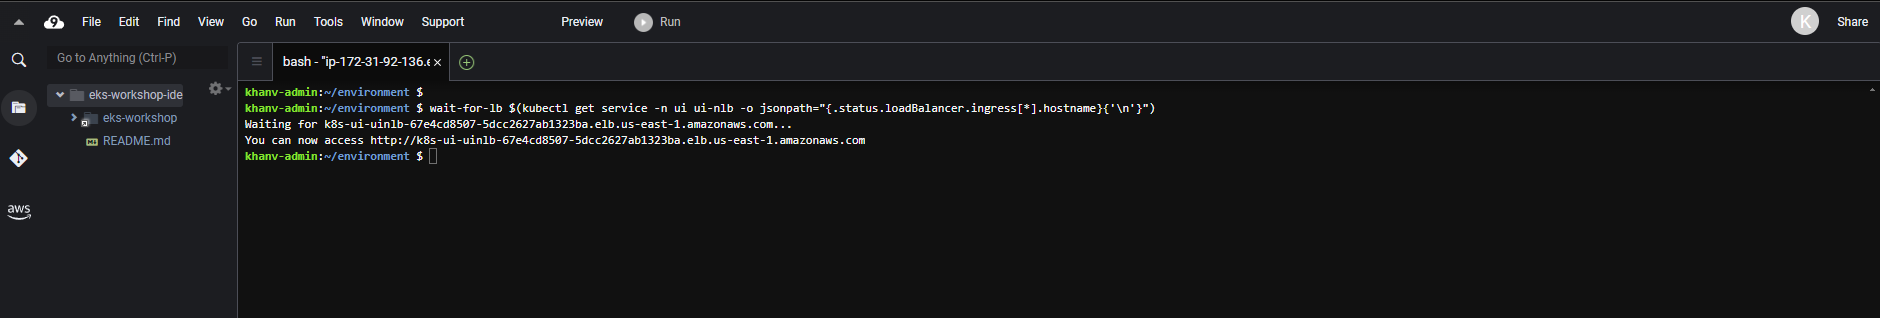 9 File Edit Find View Go Run Tools Window Support Preview Run K Share
Go to Anything (Ctrl-P)
bash - "ip-172-31-92-136.e ×
eks-workshop-ide
eks-workshop
README.md
aws
khanv-admin:~/environment $
khanv-admin:~/environment $ wait-for-lb $(kubectl get service -n ui ui-nlb -o jsonpath="{.status.loadBalancer.ingress[*].hostname}{'\n'}")
Waiting for k8s-ui-uinlb-67e4cd8507-5dcc2627ab1323ba.elb.us-east-1.amazonaws.com...
You can now access http://k8s-ui-uinlb-67e4cd8507-5dcc2627ab1323ba.elb.us-east-1.amazonaws.com
khanv-admin:~/environment $